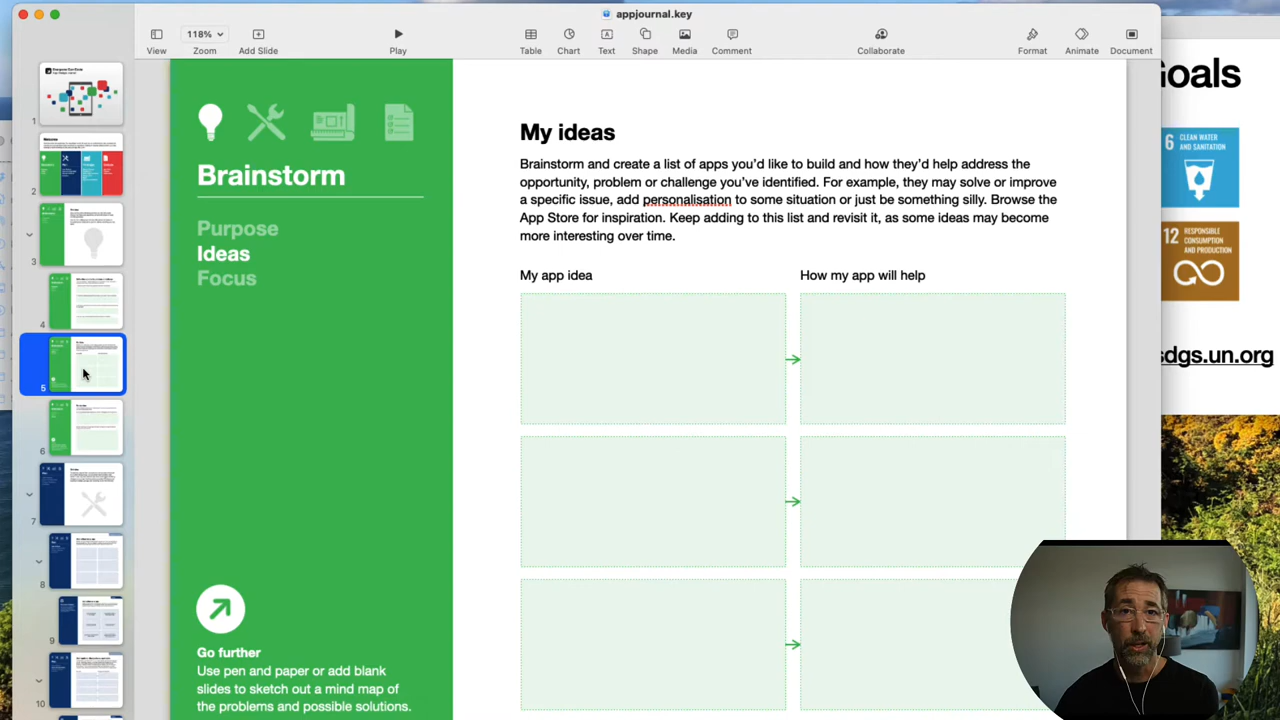 appjournal.key
118%
View
Zoom
Add Slide
Play
Table
Chart
Text
Shape
Media
Comment
Collaborate
Format
Animate
Document
1
2
3
4
5
6
7
8
9
10
Brainstorm
Purpose
Ideas
Focus
Go further
Use pen and paper or add blank
slides to sketch out a mind map of
the problems and possible solutions.
My ideas
Brainstorm and create a list of apps you'd like to build and how they'd help address the
opportunity, problem or challenge you've identified. For example, they may solve or improve
a specific issue, add personalisation to some situation or just be something silly. Browse the
App Store for inspiration. Keep adding to this list and revisit it, as some ideas may become
more interesting over time.
My app idea
How my app will help
Goals
6 CLEAN WATER
AND SANITATION
12 RESPONSIBLE
CONSUMPTION
AND PRODUCTION
sdgs.un.org